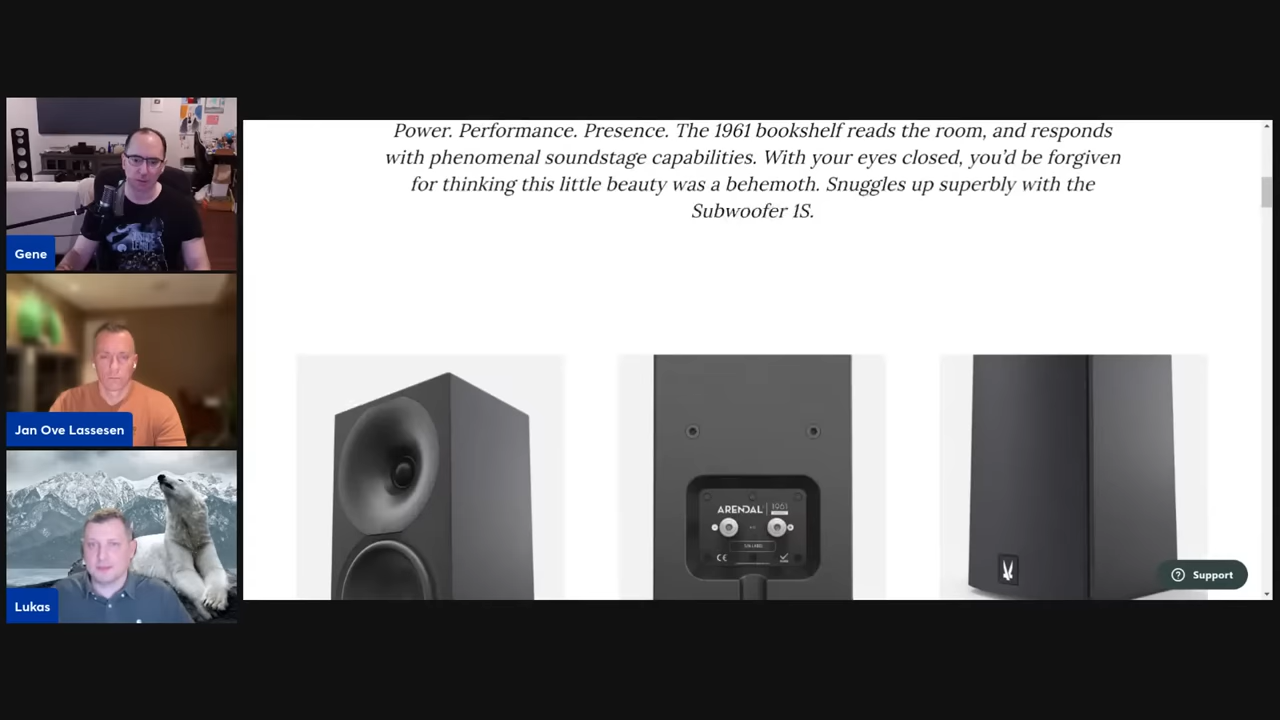 Power. Performance. Presence. The 1961 bookshelf reads the room, and responds
with phenomenal soundstage capabilities. With your eyes closed, you’d be forgiven
for thinking this little beauty was a behemoth. Snuggles up superbly with the
Subwoofer 1S.
Gene
Jan Ove Lassesen
Lukas
ARENDAL 1961
CE
Support